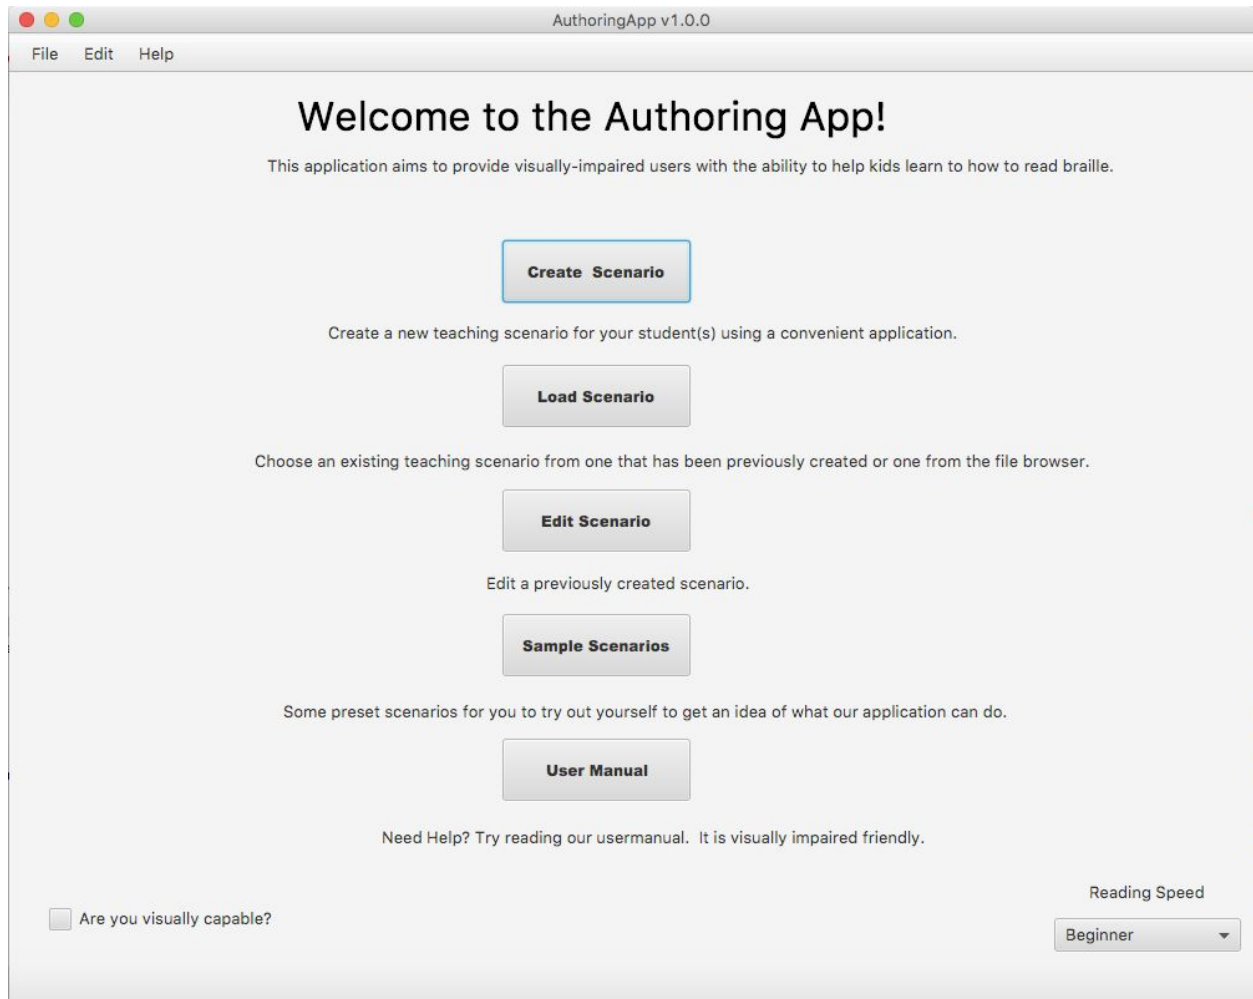 AuthoringApp v1.0.0
File Edit Help
Welcome to the Authoring App!
This application aims to provide visually-impaired users with the ability to help kids learn to how to read braille.
Create  Scenario
Create a new teaching scenario for your student(s) using a convenient application.
Load Scenario
Choose an existing teaching scenario from one that has been previously created or one from the file browser.
Edit Scenario
Edit a previously created scenario.
Sample Scenarios
Some preset scenarios for you to try out yourself to get an idea of what our application can do.
User Manual
Need Help? Try reading our usermanual.  It is visually impaired friendly.
Reading Speed
Are you visually capable?
Beginner